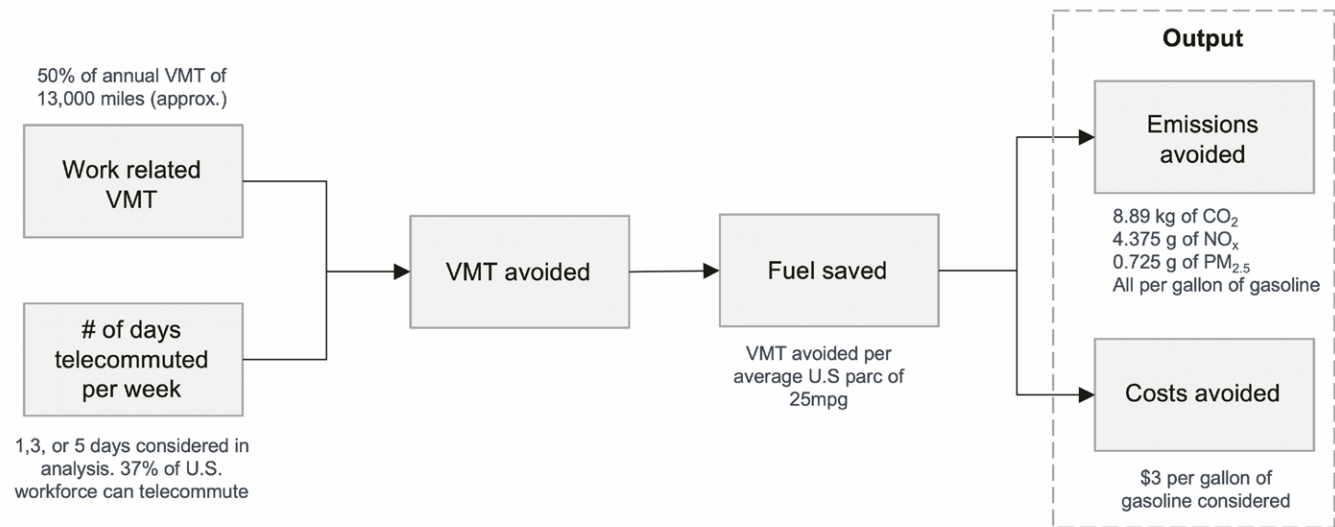 50% of annual VMT of
13,000 miles (approx.)
Work related
VMT
# of days
telecommuted
per week
1,3, or 5 days considered in
analysis. 37% of U.S.
workforce can telecommute
VMT avoided
Fuel saved
VMT avoided per
average U.S parc of
25mpg
Output
Emissions
avoided
8.89 kg of CO₂
4.375 g of NOₓ
0.725 g of PM₂.₅
All per gallon of gasoline
Costs avoided
$3 per gallon of
gasoline considered